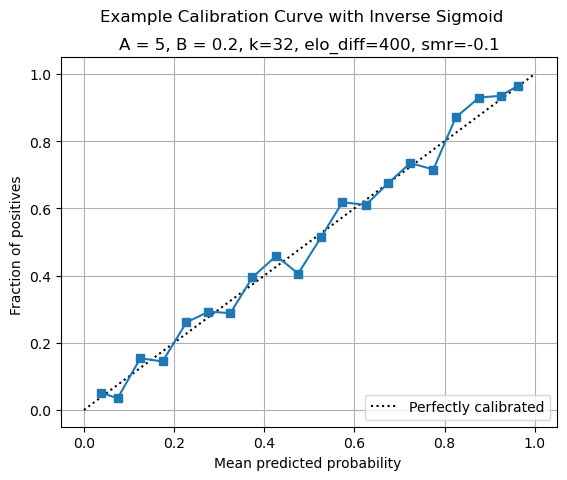 Example Calibration Curve with Inverse Sigmoid
A = 5, B = 0.2, k=32, elo_diff=400, smr=-0.1
1.0
0.8
0.6
0.4
0.2
0.0
Fraction of positives
Perfectly calibrated
0.0 0.2 0.4 0.6 0.8 1.0
Mean predicted probability